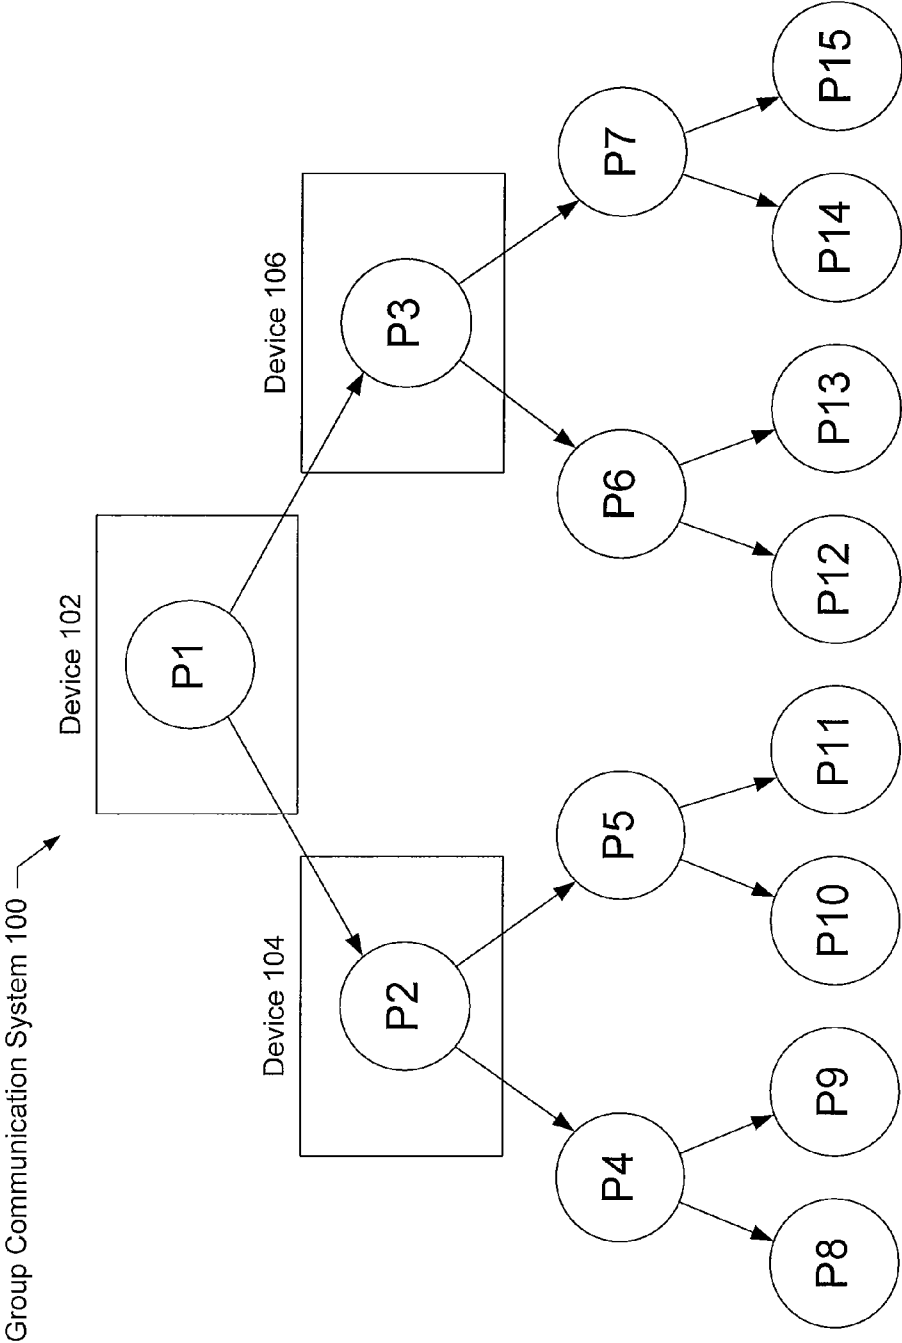 Group Communication System 100
Device 102
P1
Device 104
Device 106
P2
P3
P4
P5
P6
P7
P8
P9
P10
P11
P12
P13
P14
P15